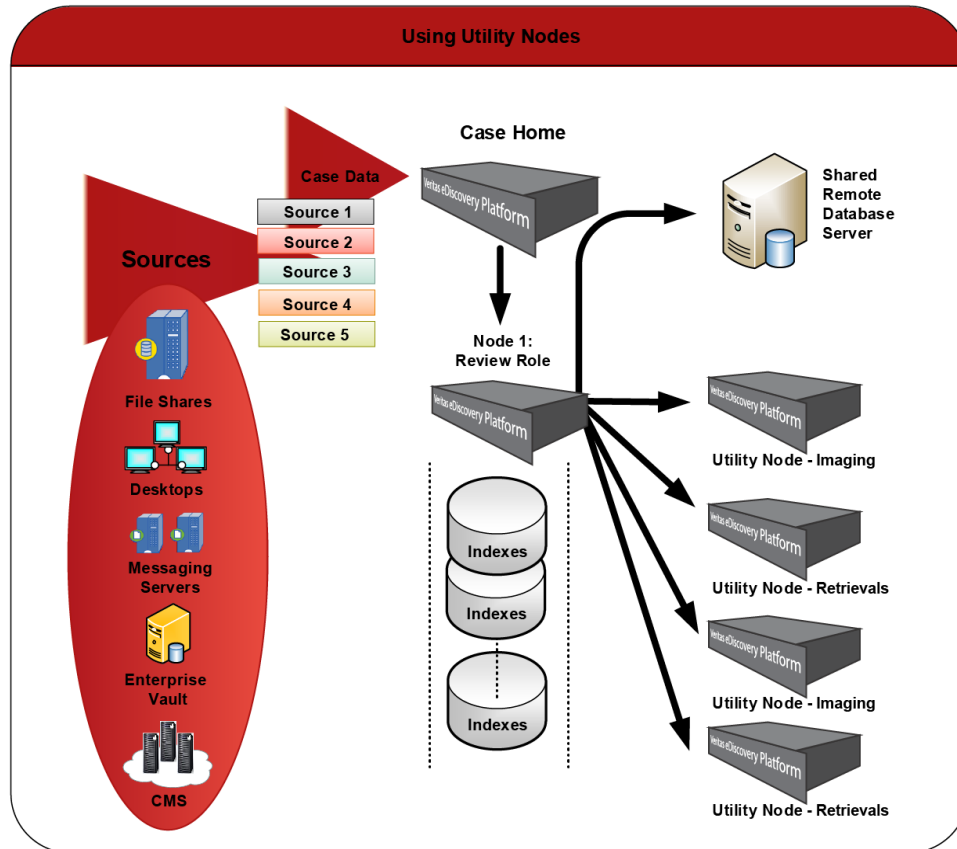 Using Utility Nodes
Case Home
Case Data
Veritas eDiscovery Platform
Shared
Remote
Database
Server
Source 1
Source 2
Source 3
Source 4
Source 5
Sources
File Shares
Desktops
Messaging
Servers
Enterprise
Vault
CMS
Node 1:
Review Role
Veritas eDiscovery Platform
Indexes
Indexes
Indexes
Veritas eDiscovery Platform
Utility Node - Imaging
Veritas eDiscovery Platform
Utility Node - Retrievals
Veritas eDiscovery Platform
Utility Node - Imaging
Veritas eDiscovery Platform
Utility Node - Retrievals